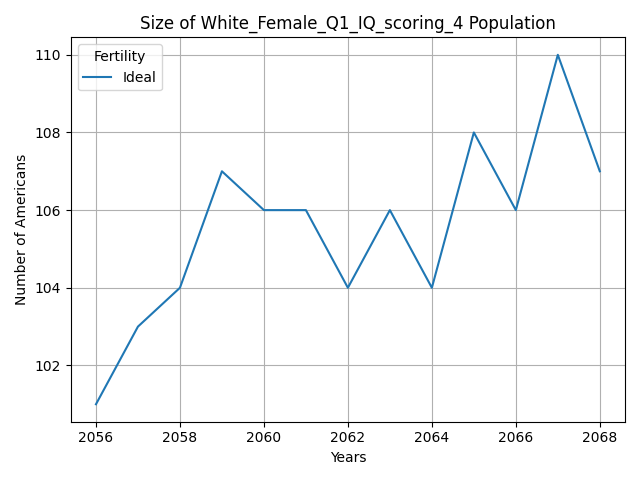 Size of White_Female_Q1_IQ_scoring_4 Population
Fertility
Ideal
Number of Americans
110
108
106
104
102
2056 2058 2060 2062 2064 2066 2068
Years